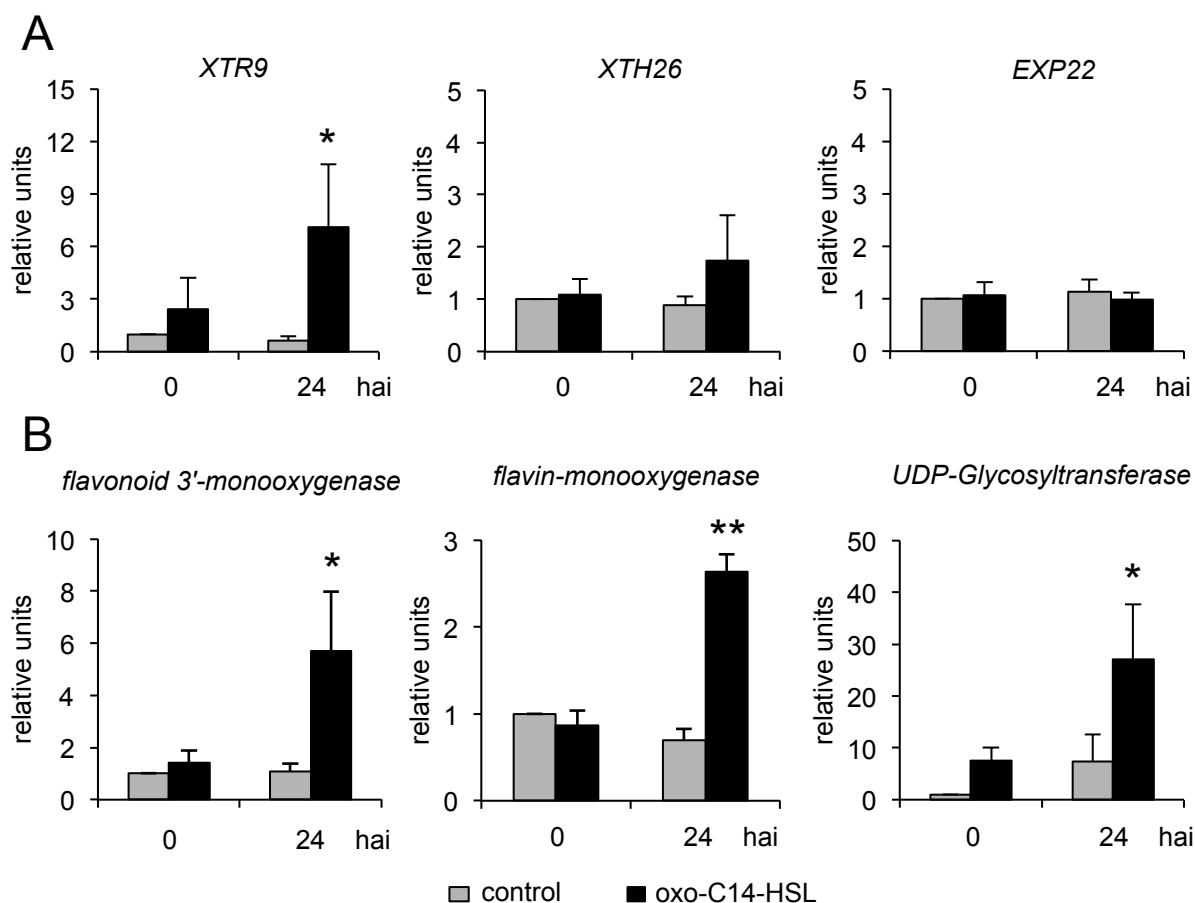 A
XTR9
XTH26
EXP22
relative units
15
12
9
6
3
0
*
0
24
hai
relative units
5
4
3
2
1
0
0
24
hai
relative units
5
4
3
2
1
0
0
24
hai
B
flavonoid 3'-monooxygenase
flavin-monooxygenase
UDP-Glycosyltransferase
relative units
10
8
6
4
2
0
*
0
24
hai
relative units
3
2
1
0
**
0
24
hai
relative units
50
40
30
20
10
0
*
0
24
hai
control
oxo-C14-HSL